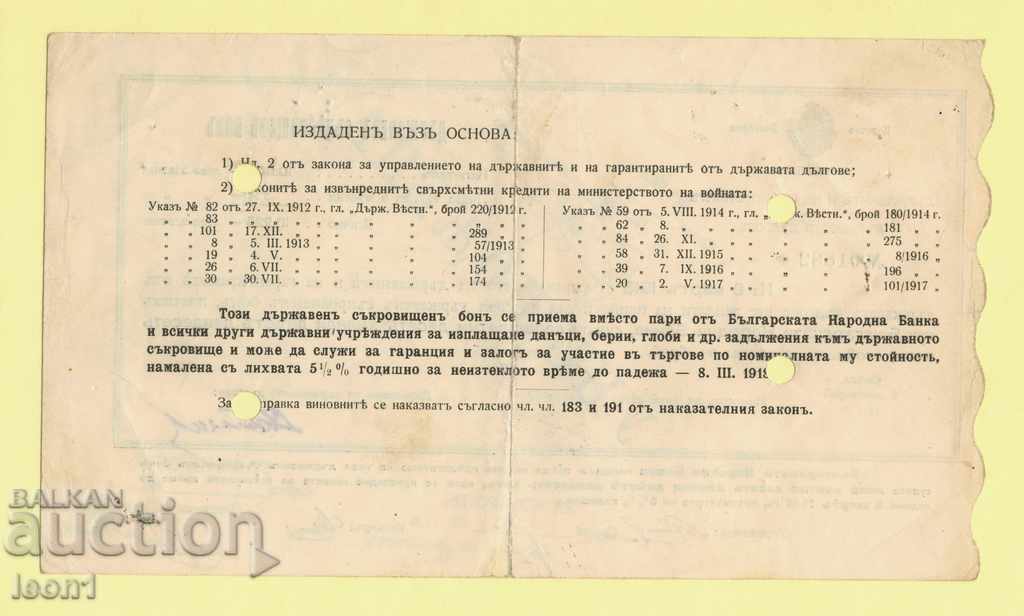 ИЗДАДЕНЪ ВЪЗЪ ОСНОВА:
1) Чл. 2 отъ закона за управлението на държавнитѣ и на гарантиранитѣ отъ държавата дългове;
2) конитѣ за извънреднитѣ свърхсмѣтни кредити на министерството на войната:
Указъ № 82 отъ 27. IX. 1912 г., гл. „Държ. Вѣсти.“, брой 220/1912 г.
„ „ 83 „ „ „ „ „ „ „ „ „ „
„ „ 101 „ 17. XII. „ „ „ „ „ 289 „ „
„ „ 8 „ 5. III. 1913 „ „ „ „ „ 57/1913 „
„ „ 19 „ 4. V. „ „ „ „ „ 104 „ „
„ „ 26 „ 6. VII. „ „ „ „ „ 154 „ „
„ „ 30 „ 30. VII. „ „ „ „ „ 174 „ „
Указъ № 59 отъ 5. VIII. 1914 г., гл. „ ж. Вѣсти.“, брой 180/1914 г.
„ „ 62 „ 8. „ „ „ „ „ „ 181 „ „
„ „ 84 „ 26. XI. „ „ „ „ „ 275 „ „
„ „ 58 „ 31. XII. 1915 „ „ „ „ „ 8/1916 „
„ „ 39 „ 7. IX. 1916 „ „ „ „ „ 196 „ „
„ „ 20 „ 2. V. 1917 „ „ „ „ „ 101/1917 „
Този държавенъ съкровищенъ бонъ се приема вмѣсто пари отъ Българската Народна Банка
и всички други държавни учрѣждения за изплащане данъци, берии, глоби и др. задължения къмъ държавното
съкровище и може да служи за гаранция и залогъ за участие въ търгове по номиналната му стойность,
намалена съ лихвата 5 1/2 % годишно за неизтеклото врѣме до падежа — 8. III. 191
За правка виновнитѣ се наказватъ съгласно чл. чл. 183 и 191 отъ наказателния законъ.
BALKAN
auction
leon1